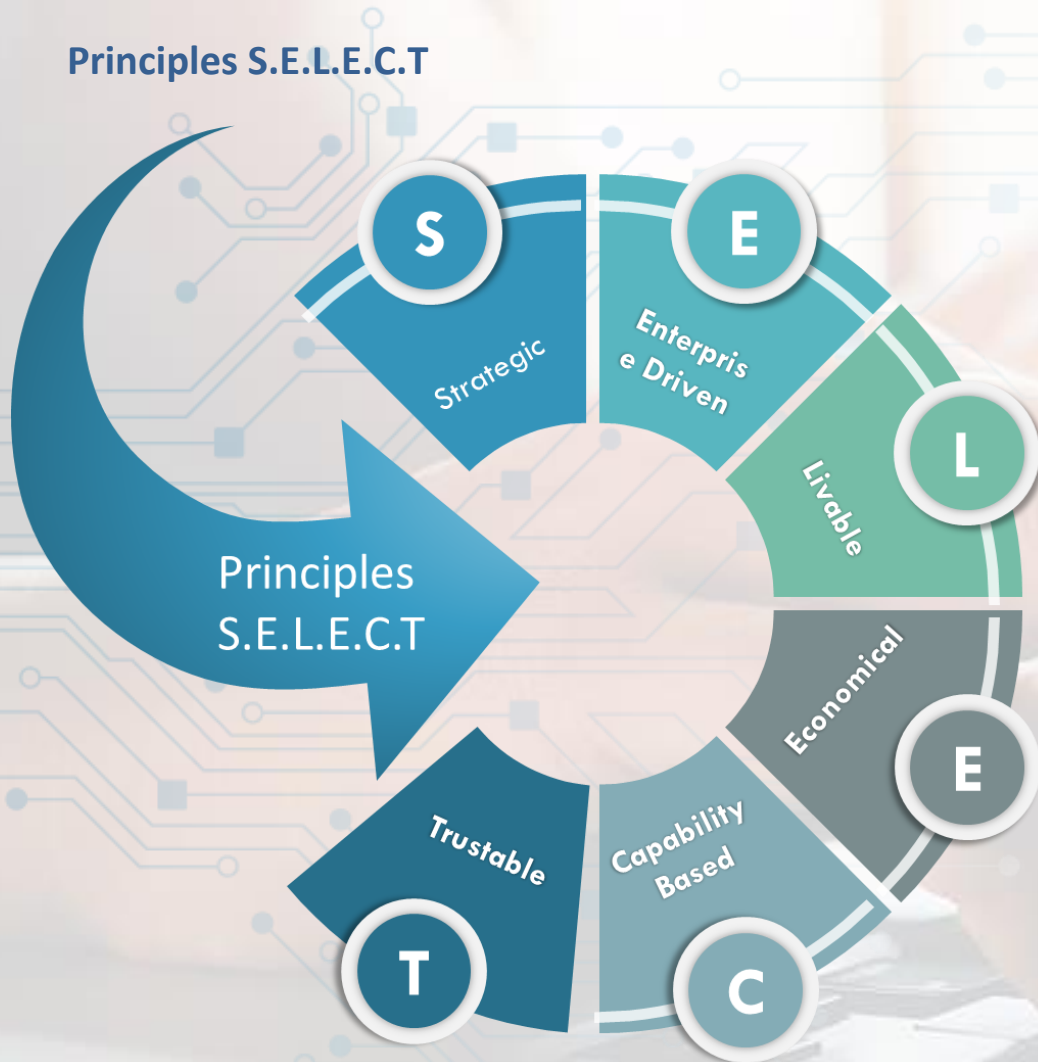 Principles S.E.L.E.C.T
S
Strategic
E
Enterpris
e Driven
L
Livable
Principles
S.E.L.E.C.T
Economical
E
Capability
Based
C
Trustable
T